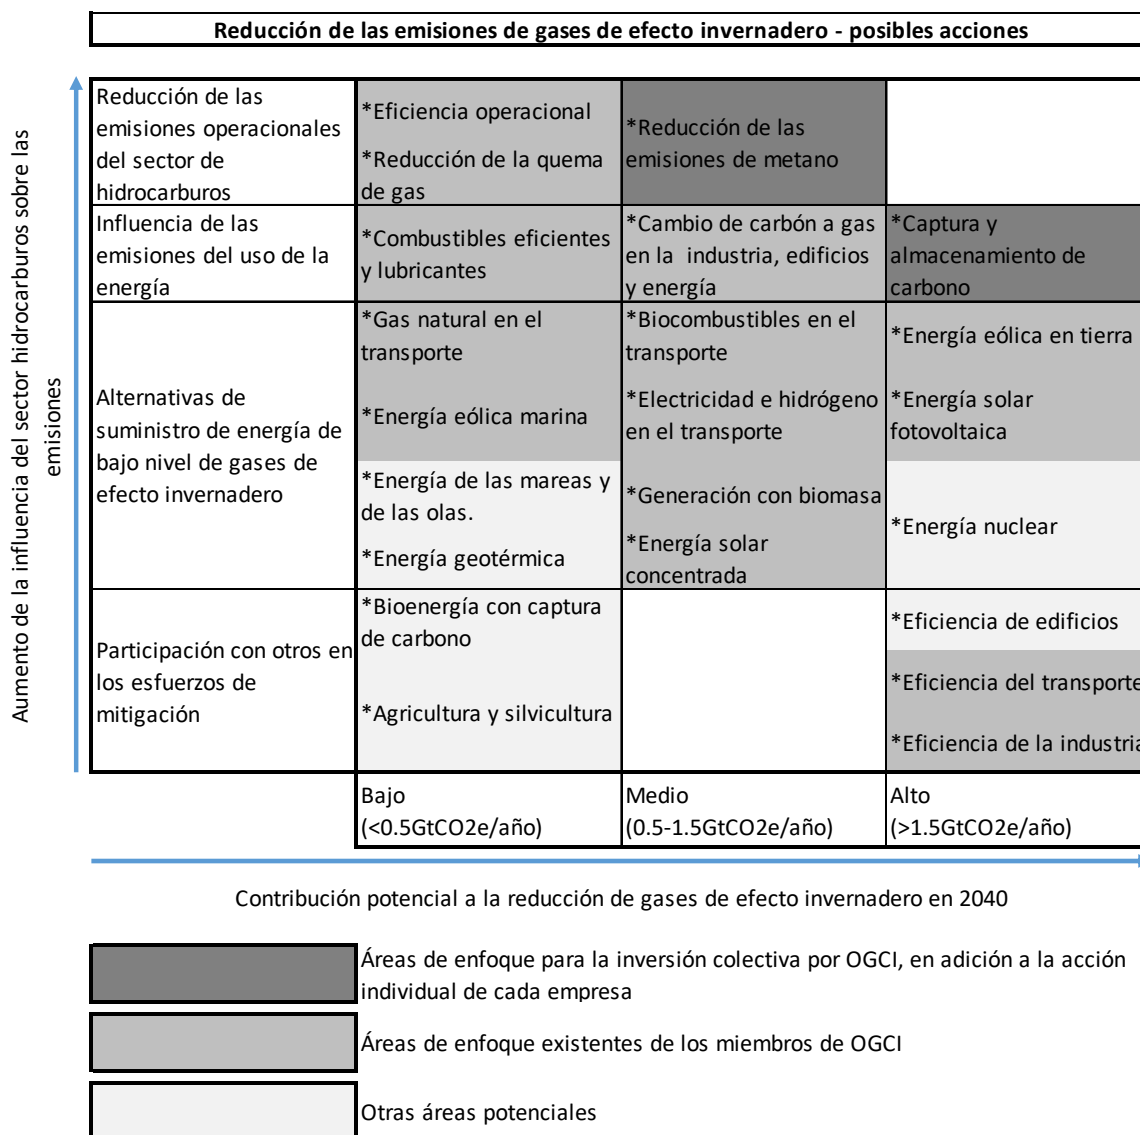 Reducción de las emisiones de gases de efecto invernadero - posibles acciones
Aumento de la influencia del sector hidrocarburos sobre las
emisiones
Reducción de las
emisiones operacionales
del sector de
hidrocarburos
*Eficiencia operacional
*Reducción de la quema
de gas
*Reducción de las
emisiones de metano
Influencia de las
emisiones del uso de la
energía
*Combustibles eficientes
y lubricantes
*Cambio de carbón a gas
en la industria, edificios
y energía
*Captura y
almacenamiento de
carbono
Alternativas de
suministro de energía de
bajo nivel de gases de
efecto invernadero
*Gas natural en el
transporte
*Energía eólica marina
*Energía de las mareas y
de las olas.
*Energía geotérmica
*Biocombustibles en el
transporte
*Electricidad e hidrógeno
en el transporte
*Generación con biomasa
*Energía solar
concentrada
*Energía eólica en tierra
*Energía solar
fotovoltaica
*Energía nuclear
Participación con otros en
los esfuerzos de
mitigación
*Bioenergía con captura
de carbono
*Agricultura y silvicultura
*Eficiencia de edificios
*Eficiencia del transporte
*Eficiencia de la industria
Bajo
(<0.5GtCO2e/año)
Medio
(0.5-1.5GtCO2e/año)
Alto
(>1.5GtCO2e/año)
Contribución potencial a la reducción de gases de efecto invernadero en 2040
Áreas de enfoque para la inversión colectiva por OGCI, en adición a la acción
individual de cada empresa
Áreas de enfoque existentes de los miembros de OGCI
Otras áreas potenciales